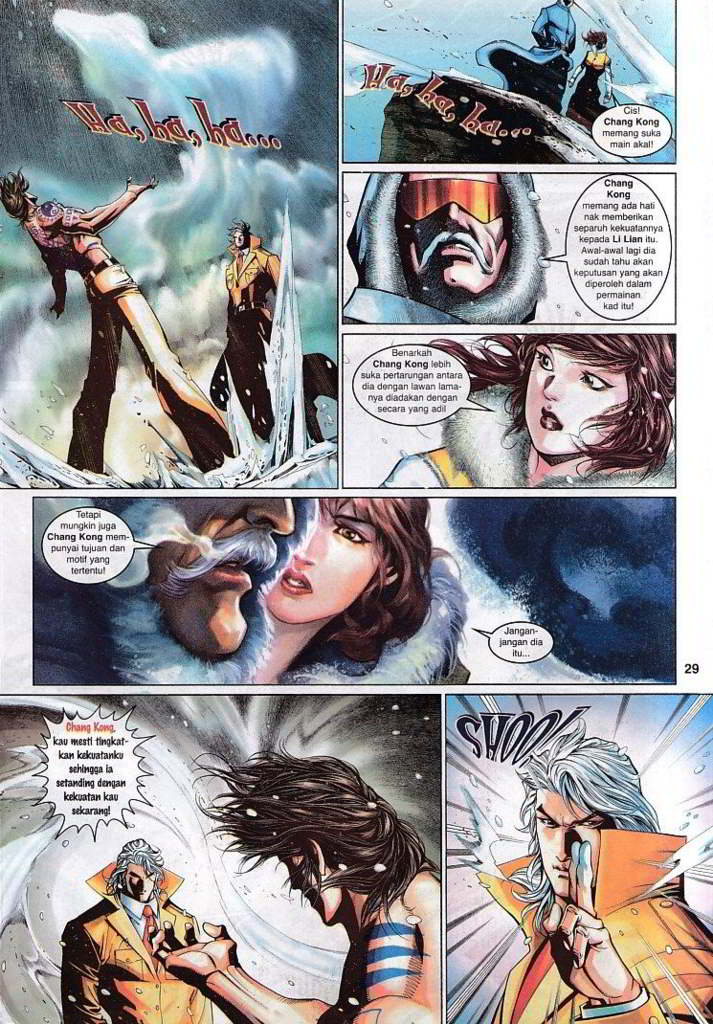 Ha, ha, ha...
Ha, ha, ha...
Cis!
Chang Kong
memang suka
main akal!
Chang
Kong
memang ada hati
nak memberikan
separuh kekuatannya
kepada Li Lian itu.
Awal-awal lagi dia
sudah tahu akan
keputusan yang akan
diperoleh dalam
permainan
kad itu!
Benarkah
Chang Kong lebih
suka pertarungan antara
dia dengan lawan lama-
nya diadakan dengan
secara yang adil
Tetapi
mungkin juga
Chang Kong mem-
punyai tujuan dan
motif yang
tertentu!
Jangan-
jangan dia
itu...
29
Chang Kong,
kau mesti tingkat-
kan kekuatanku
sehingga ia
setanding dengan
kekuatan kau
sekarang!
SHOOP